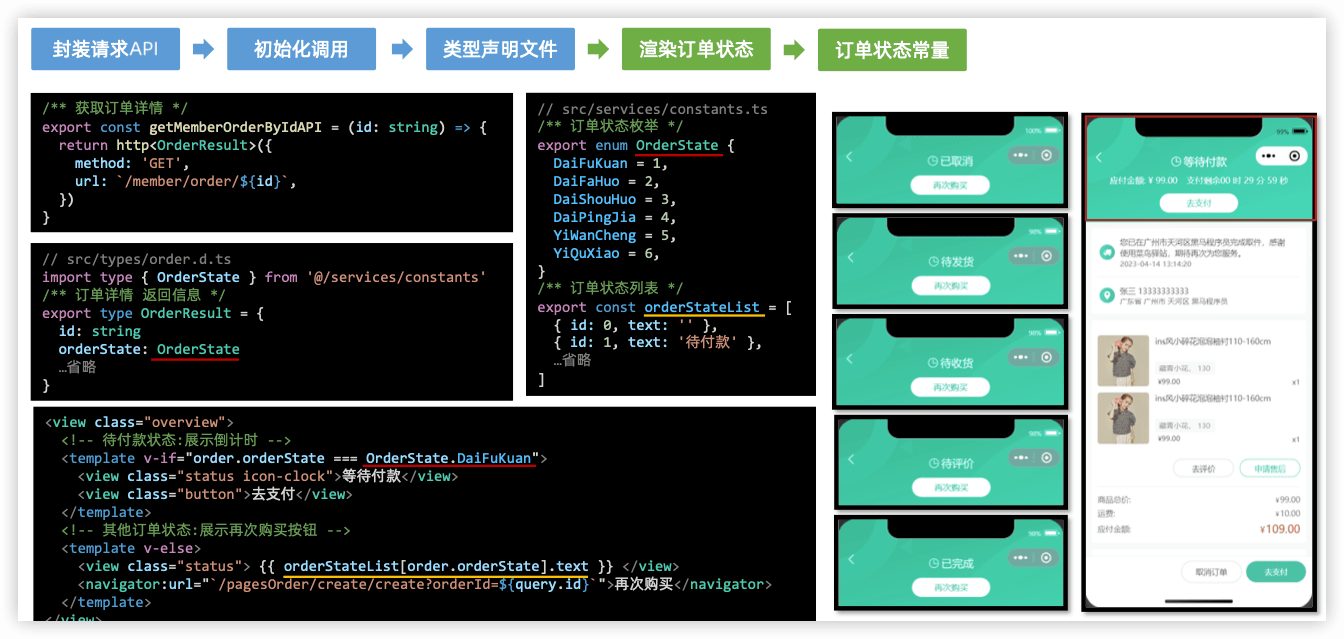 封装请求API
初始化调用
类型声明文件
渲染订单状态
订单状态常量
/** 获取订单详情 */
export const getMemberOrderByIdAPI = (id: string) => {
  return http<OrderResult>({
    method: 'GET',
    url: `/member/order/${id}`,
  })
}
// src/types/order.d.ts
import type { OrderState } from '@/services/constants'
/** 订单详情 返回信息 */
export type OrderResult = {
  id: string
  orderState: OrderState
  …省略
}
// src/services/constants.ts
/** 订单状态枚举 */
export enum OrderState {
  DaiFuKuan = 1,
  DaiFaHuo = 2,
  DaiShouHuo = 3,
  DaiPingJia = 4,
  YiWanCheng = 5,
  YiQuXiao = 6,
}
/** 订单状态列表 */
export const orderStateList = [
  { id: 0, text: '' },
  { id: 1, text: '待付款' },
  …省略
]
<view class="overview">
  <!-- 待付款状态:展示倒计时 -->
  <template v-if="order.orderState === OrderState.DaiFuKuan">
    <view class="status icon-clock">等待付款</view>
    <view class="button">去支付</view>
  </template>
  <!-- 其他订单状态:展示再次购买按钮 -->
  <template v-else>
    <view class="status"> {{ orderStateList[order.orderState].text }} </view>
    <navigator:url="`/pagesOrder/create/create?orderId=${query.id}`">再次购买</navigator>
  </template>
</view>
100%
已取消
再次购买
98%
待发货
再次购买
98%
待收货
再次购买
98%
待评价
再次购买
98%
已完成
再次购买
99%
等待付款
应付金额: ¥ 99.00 支付剩余00 时 29 分 59 秒
去支付
您已在广州市天河区黑马程序员完成取件，感谢
使用菜鸟驿站，期待再次为您服务。
2023-04-14 13:14:20
张三 13333333333
广东省 广州市 天河区 黑马程序员
ins风小碎花泡泡袖衬110-160cm
藏青小花， 130
¥99.00 x1
ins风小碎花泡泡袖衬110-160cm
藏青小花， 130
¥99.00 x1
去评价 申请售后
商品总价: ¥99.00
运费: ¥10.00
应付金额: ¥109.00
取消订单 去支付